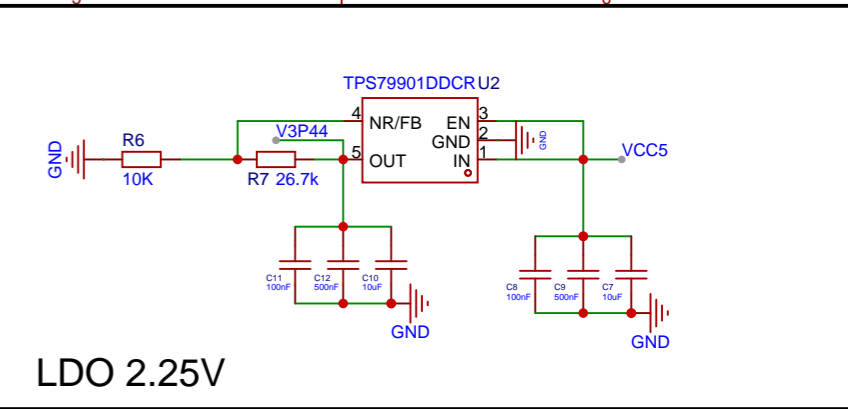 TPS79901DDCR U2
4 NR/FB EN 3
GND 2
5 OUT IN 1
V3P44
GND
VCC5
GND
R6
10K
R7 26.7k
C11
100nF
C12
500nF
C10
10uF
GND
C8
100nF
C9
500nF
C7
10uF
GND
LDO 2.25V